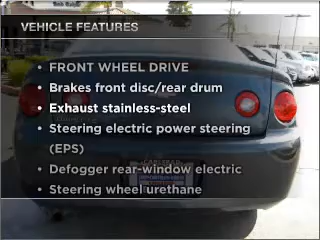 VEHICLE FEATURES
• FRONT WHEEL DRIVE
• Brakes front disc/rear drum
• Exhaust stainless-steel
• Steering electric power steering
(EPS)
• Defogger rear-window electric
• Steering wheel urethane